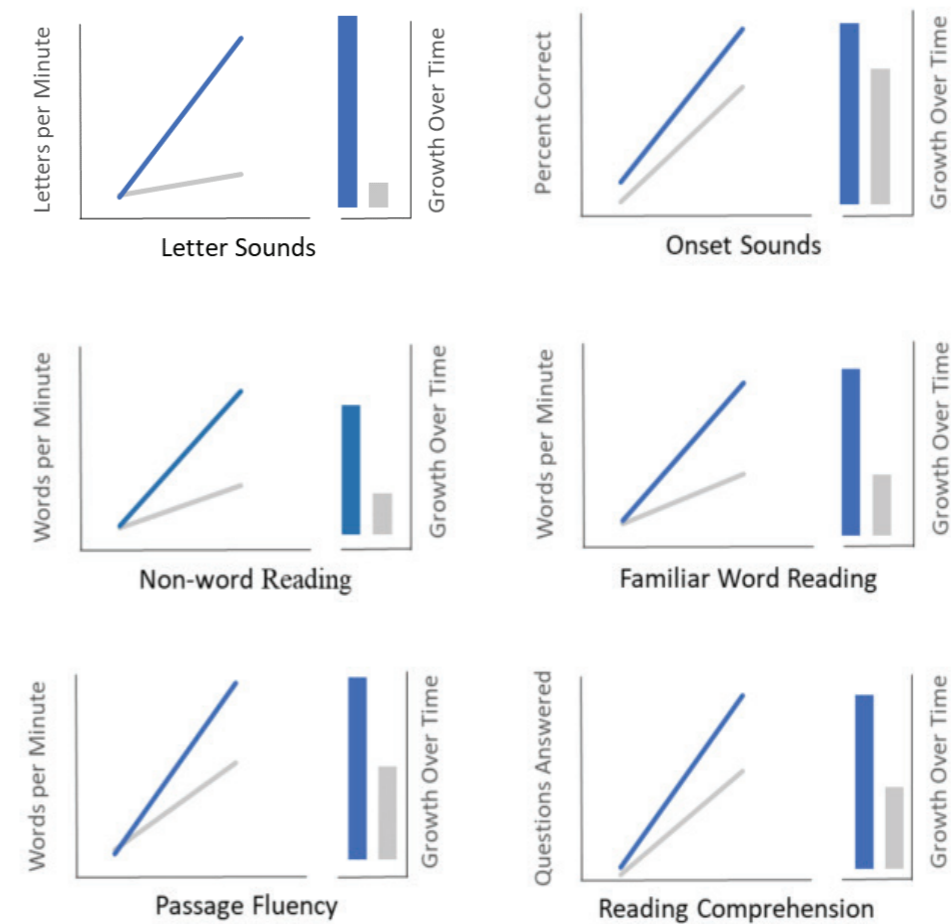 Letters per Minute
Growth Over Time
Letter Sounds
Percent Correct
Growth Over Time
Onset Sounds
Words per Minute
Growth Over Time
Non-word Reading
Words per Minute
Growth Over Time
Familiar Word Reading
Words per Minute
Growth Over Time
Passage Fluency
Questions Answered
Growth Over Time
Reading Comprehension